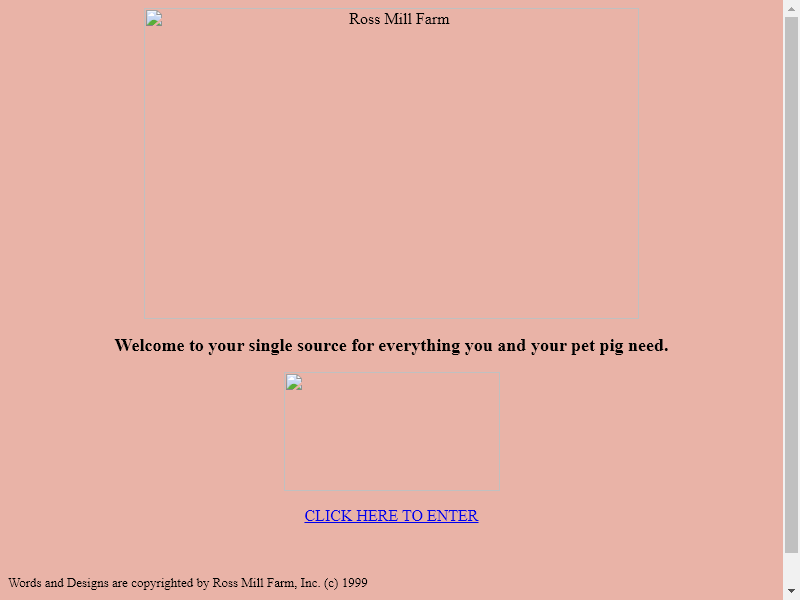 Ross Mill Farm
Welcome to your single source for everything you and your pet pig need.
CLICK HERE TO ENTER
Words and Designs are copyrighted by Ross Mill Farm, Inc. (c) 1999